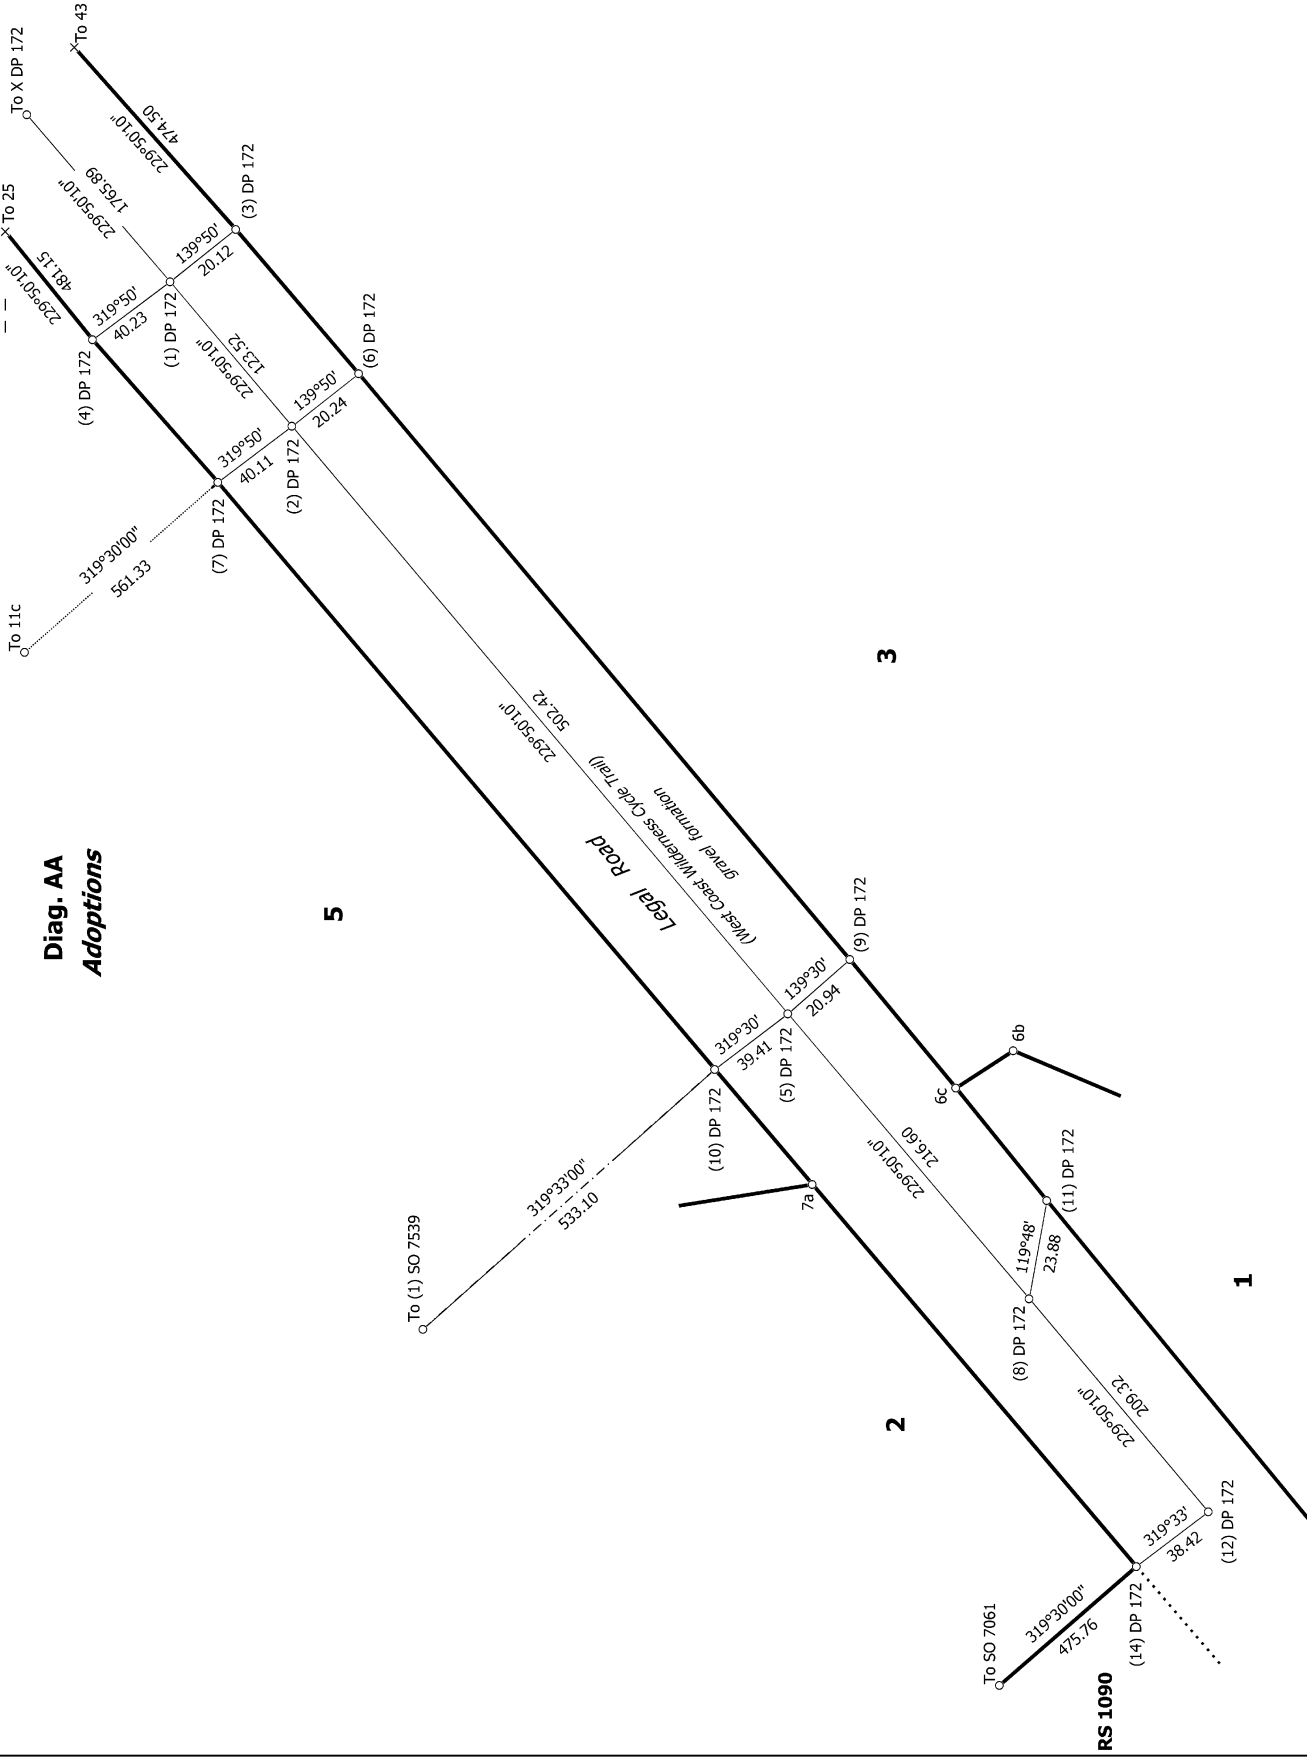 Diag. AA
Adoptions
To 43
To X DP 172
To 25
474.50
229°50'10"
1765.89
229°50'10"
481.15
229°50'10"
(3) DP 172
139°50'
20.12
319°50'
40.23
(1) DP 172
(4) DP 172
123.52
229°50'10"
(6) DP 172
139°50'
20.24
319°50'
40.11
(2) DP 172
(7) DP 172
319°30'00"
561.33
To 11c
3
5
502.42
229°50'10"
Legal Road
(West Coast Wilderness Cycle Trail)
gravel formation
(9) DP 172
139°30'
20.94
319°30'
39.41
(5) DP 172
(10) DP 172
6b
6c
319°33'00"
533.10
To (1) SO 7539
7a
216.60
229°50'10"
(11) DP 172
119°48'
23.88
(8) DP 172
1
2
209.32
229°50'10"
(12) DP 172
319°33'
38.42
(14) DP 172
319°30'00"
475.76
To SO 7061
RS 1090